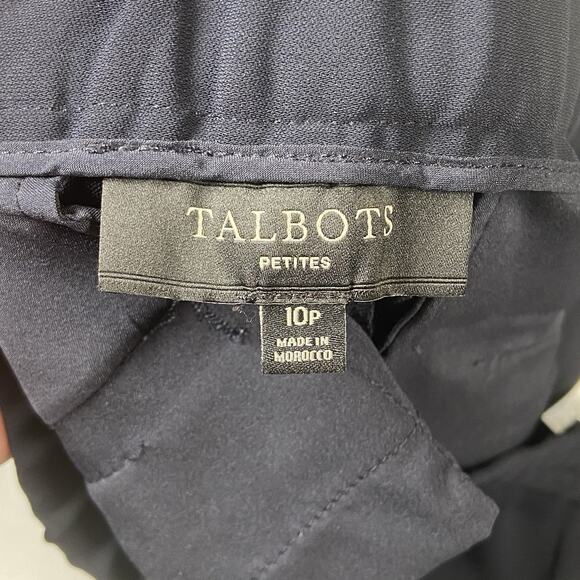 TALBOTS
PETITES
10P
MADE IN
MOROCCO